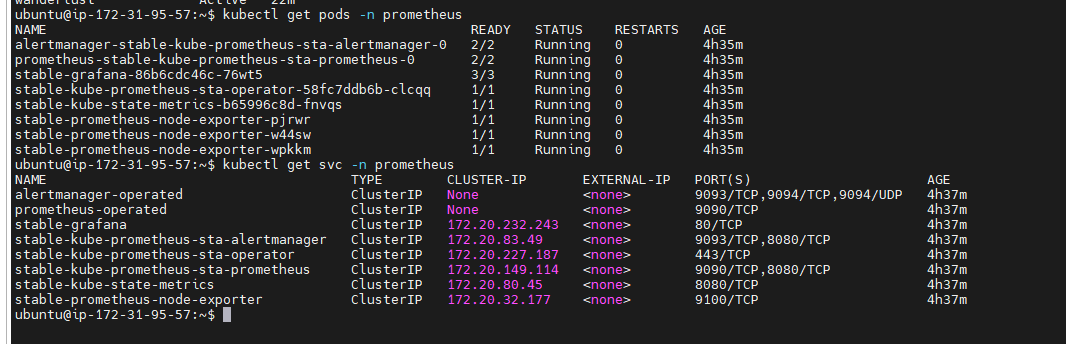 wanderlust Active 22m
ubuntu@ip-172-31-95-57:~$ kubectl get pods -n prometheus
NAME READY STATUS RESTARTS AGE
alertmanager-stable-kube-prometheus-sta-alertmanager-0 2/2 Running 0 4h35m
prometheus-stable-kube-prometheus-sta-prometheus-0 2/2 Running 0 4h35m
stable-grafana-86b6cdc46c-76wt5 3/3 Running 0 4h35m
stable-kube-prometheus-sta-operator-58fc7ddb6b-clcqq 1/1 Running 0 4h35m
stable-kube-state-metrics-b65996c8d-fnvqs 1/1 Running 0 4h35m
stable-prometheus-node-exporter-pjrwr 1/1 Running 0 4h35m
stable-prometheus-node-exporter-w44sw 1/1 Running 0 4h35m
stable-prometheus-node-exporter-wpkkm 1/1 Running 0 4h35m
ubuntu@ip-172-31-95-57:~$ kubectl get svc -n prometheus
NAME TYPE CLUSTER-IP EXTERNAL-IP PORT(S) AGE
alertmanager-operated ClusterIP None <none> 9093/TCP,9094/TCP,9094/UDP 4h37m
prometheus-operated ClusterIP None <none> 9090/TCP 4h37m
stable-grafana ClusterIP 172.20.232.243 <none> 80/TCP 4h37m
stable-kube-prometheus-sta-alertmanager ClusterIP 172.20.83.49 <none> 9093/TCP,8080/TCP 4h37m
stable-kube-prometheus-sta-operator ClusterIP 172.20.227.187 <none> 443/TCP 4h37m
stable-kube-prometheus-sta-prometheus ClusterIP 172.20.149.114 <none> 9090/TCP,8080/TCP 4h37m
stable-kube-state-metrics ClusterIP 172.20.80.45 <none> 8080/TCP 4h37m
stable-prometheus-node-exporter ClusterIP 172.20.32.177 <none> 9100/TCP 4h37m
ubuntu@ip-172-31-95-57:~$